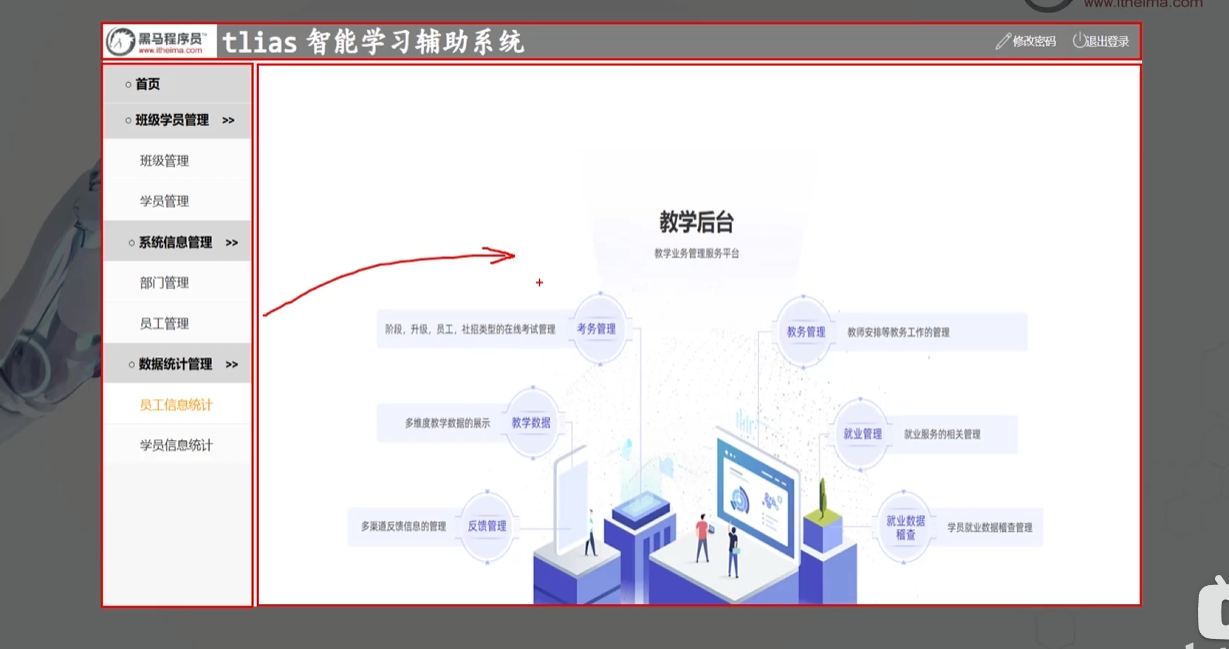 www.itheima.com
黑马程序员
www.itheima.com
tlias 智能学习辅助系统
修改密码
退出登录
首页
班级学员管理 >>
班级管理
学员管理
系统信息管理 >>
部门管理
员工管理
数据统计管理 >>
员工信息统计
学员信息统计
教学后台
教学业务管理服务平台
阶段，升级，员工，社招类型的在线考试管理
考务管理
教务管理
教师安排等教务工作的管理
多维度教学数据的展示
教学数据
就业管理
就业服务的相关管理
多渠道反馈信息的管理
反馈管理
就业数据
稽查
学员就业数据稽查管理